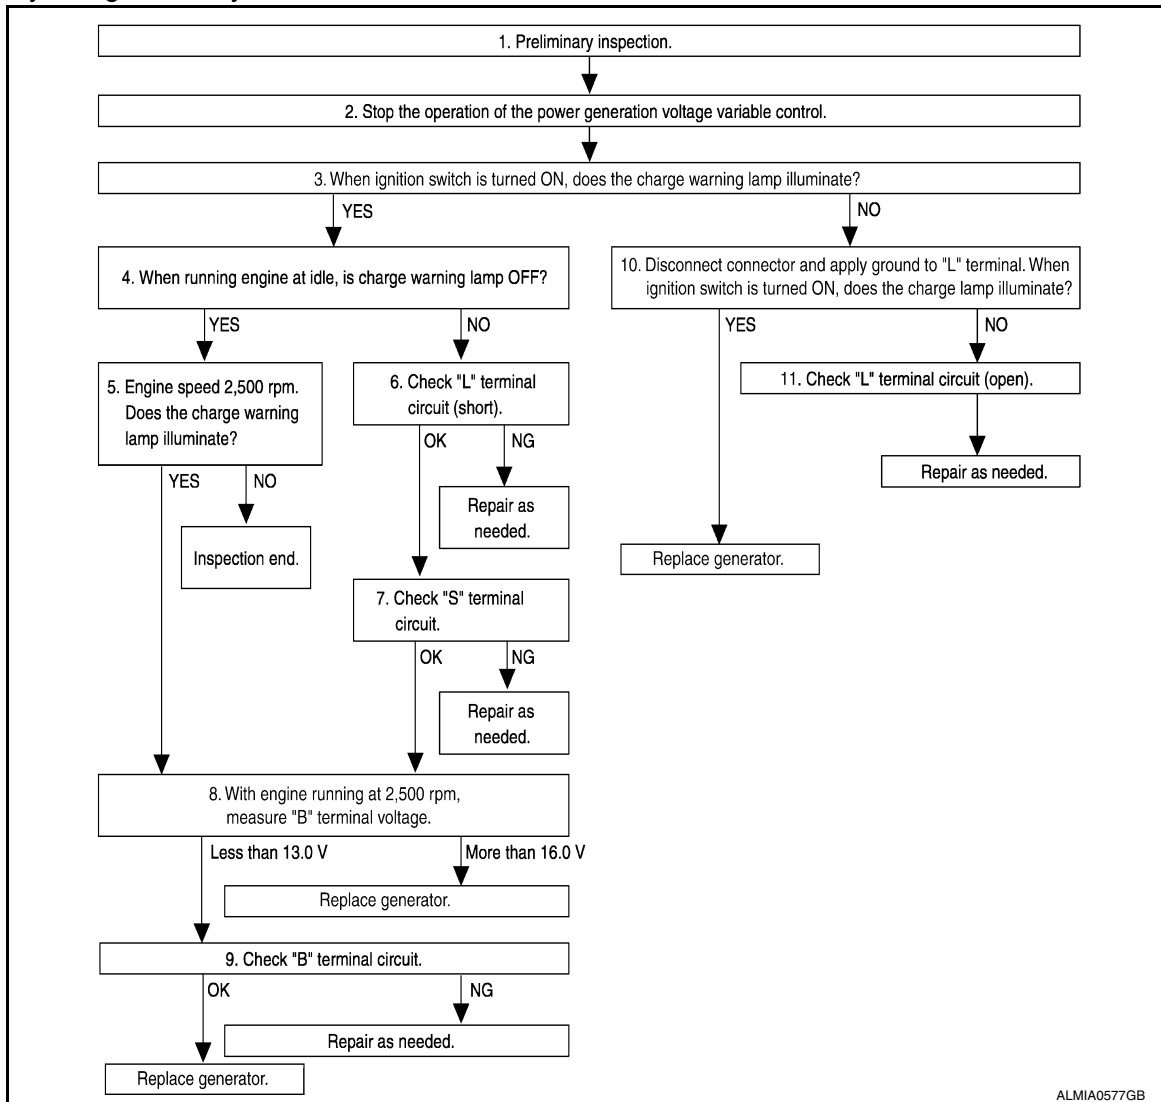 1. Preliminary inspection.
2. Stop the operation of the power generation voltage variable control.
3. When ignition switch is turned ON, does the charge warning lamp illuminate?
YES
NO
4. When running engine at idle, is charge warning lamp OFF?
10. Disconnect connector and apply ground to "L" terminal. When
ignition switch is turned ON, does the charge lamp illuminate?
YES
NO
YES
NO
5. Engine speed 2,500 rpm.
Does the charge warning
lamp illuminate?
6. Check "L" terminal
circuit (short).
11. Check "L" terminal circuit (open).
OK
NG
YES
NO
Repair as needed.
Repair as
needed.
Inspection end.
Replace generator.
7. Check "S" terminal
circuit.
OK
NG
Repair as
needed.
8. With engine running at 2,500 rpm,
measure "B" terminal voltage.
Less than 13.0 V
More than 16.0 V
Replace generator.
9. Check "B" terminal circuit.
OK
NG
Repair as needed.
Replace generator.
ALMIA0577GB